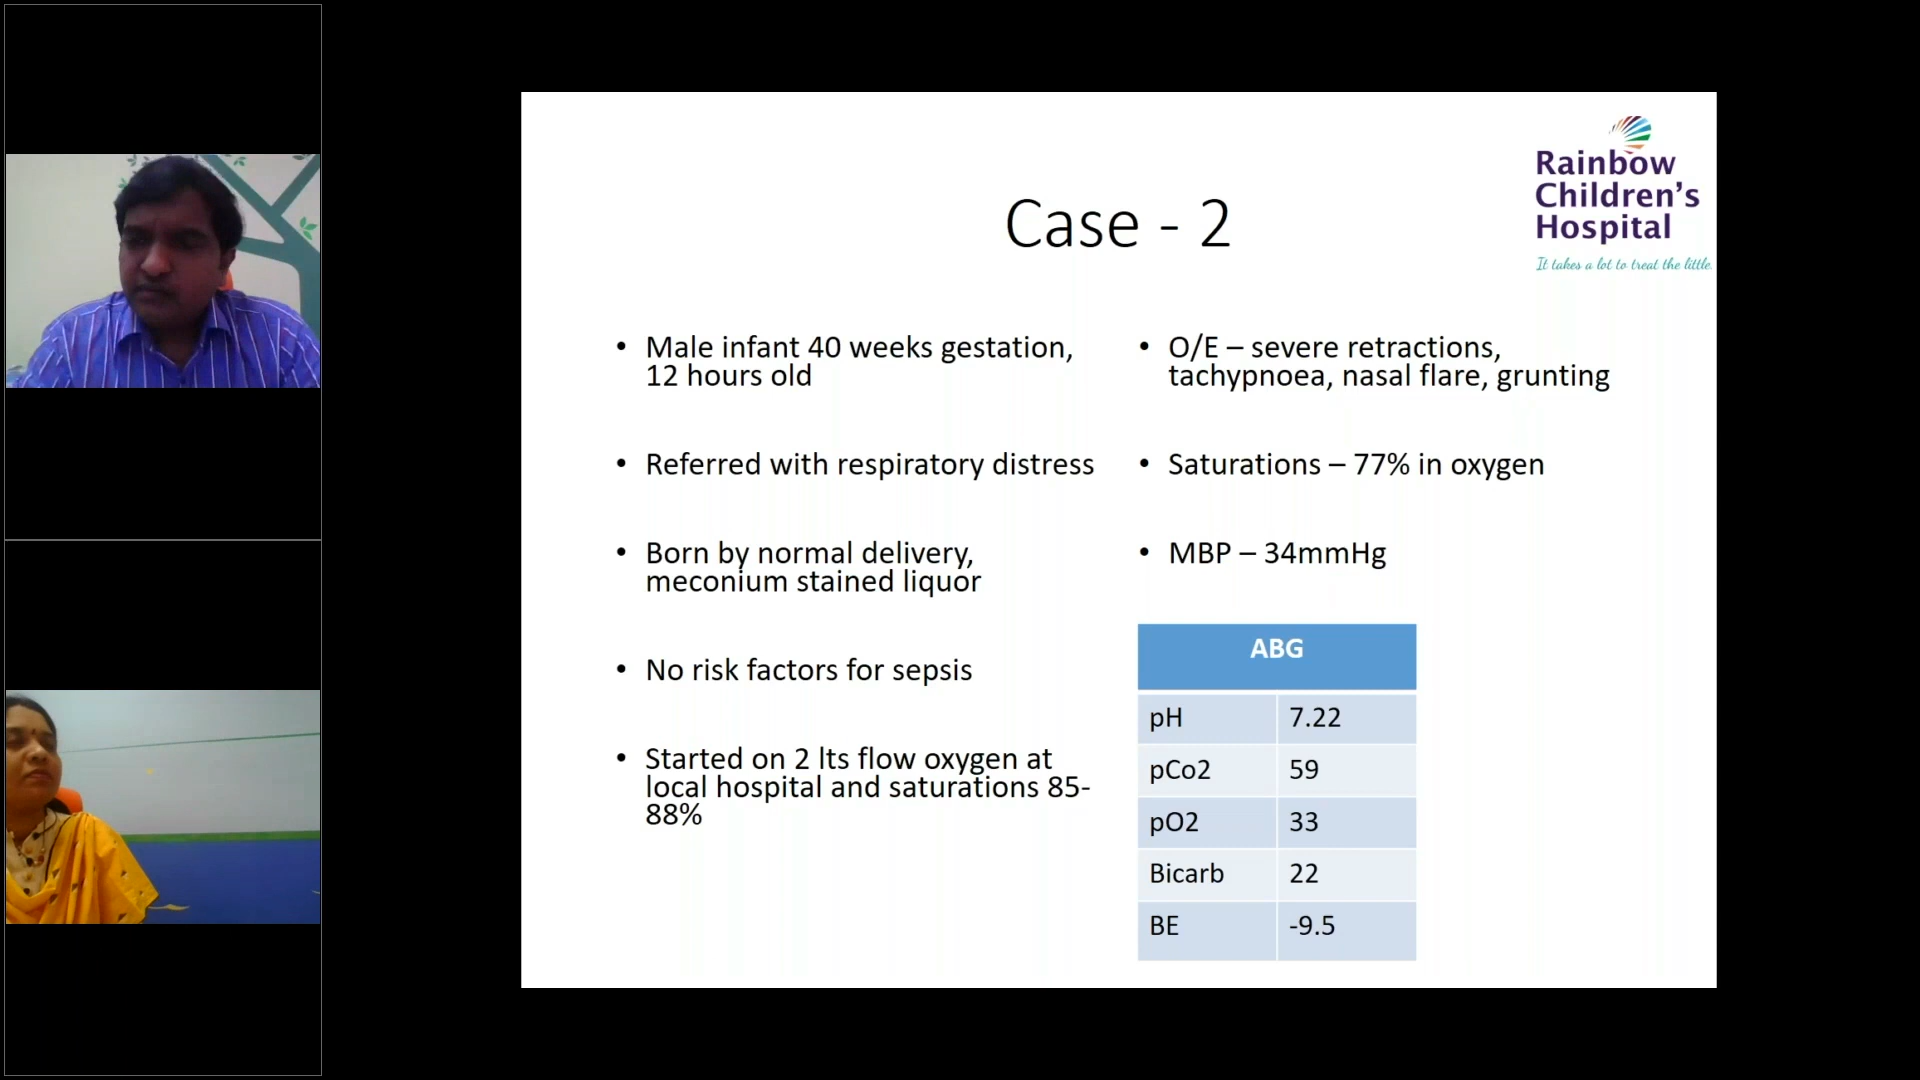 Rainbow
Children's
Hospital
It takes a lot to treat the little.
Case - 2
• Male infant 40 weeks gestation,
12 hours old
• Referred with respiratory distress
• Born by normal delivery,
meconium stained liquor
• No risk factors for sepsis
• Started on 2 lts flow oxygen at
local hospital and saturations 85-
88%
• O/E – severe retractions,
tachypnoea, nasal flare, grunting
• Saturations – 77% in oxygen
• MBP – 34mmHg
ABG
pH 7.22
pCo2 59
pO2 33
Bicarb 22
BE -9.5